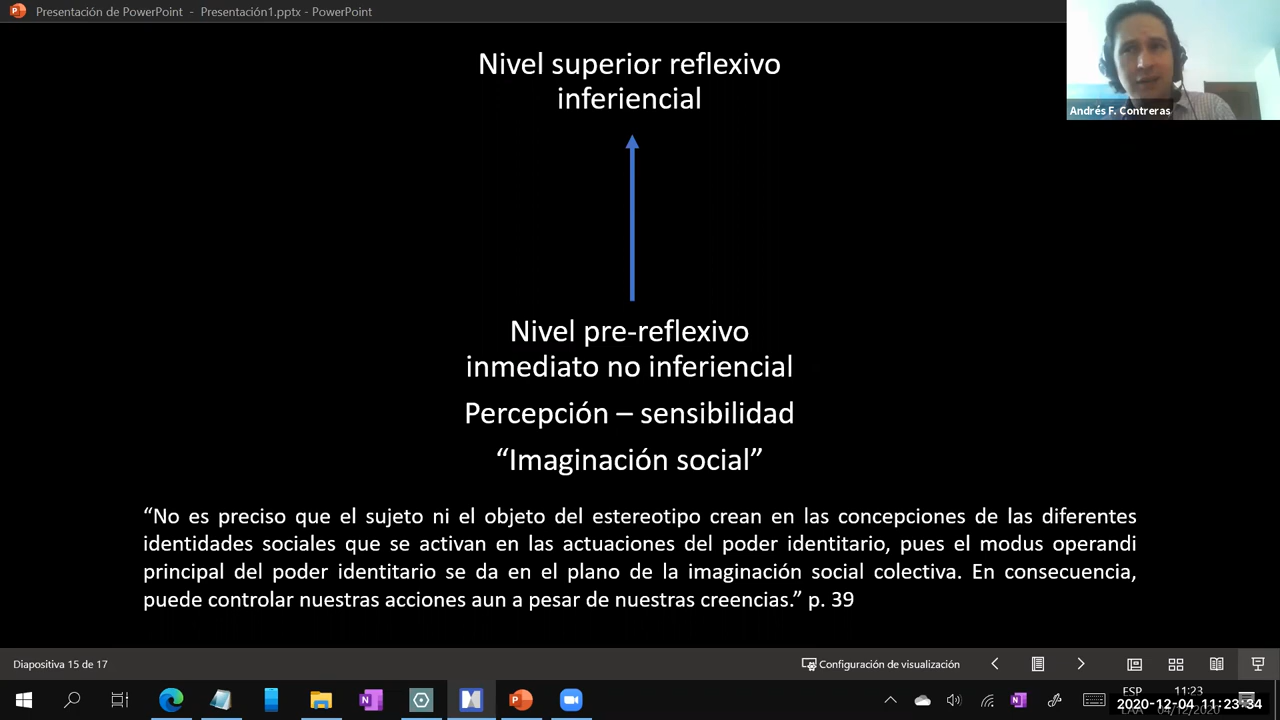 Presentación de PowerPoint - Presentación1.pptx - PowerPoint
Nivel superior reflexivo
inferiencial
Andrés F. Contreras
Nivel pre-reflexivo
inmediato no inferiencial
Percepción – sensibilidad
“Imaginación social”
“No es preciso que el sujeto ni el objeto del estereotipo crean en las concepciones de las diferentes
identidades sociales que se activan en las actuaciones del poder identitario, pues el modus operandi
principal del poder identitario se da en el plano de la imaginación social colectiva. En consecuencia,
puede controlar nuestras acciones aun a pesar de nuestras creencias.” p. 39
Diapositiva 15 de 17
Configuración de visualización
ESP
11:23
2020-12-04 11:23:34